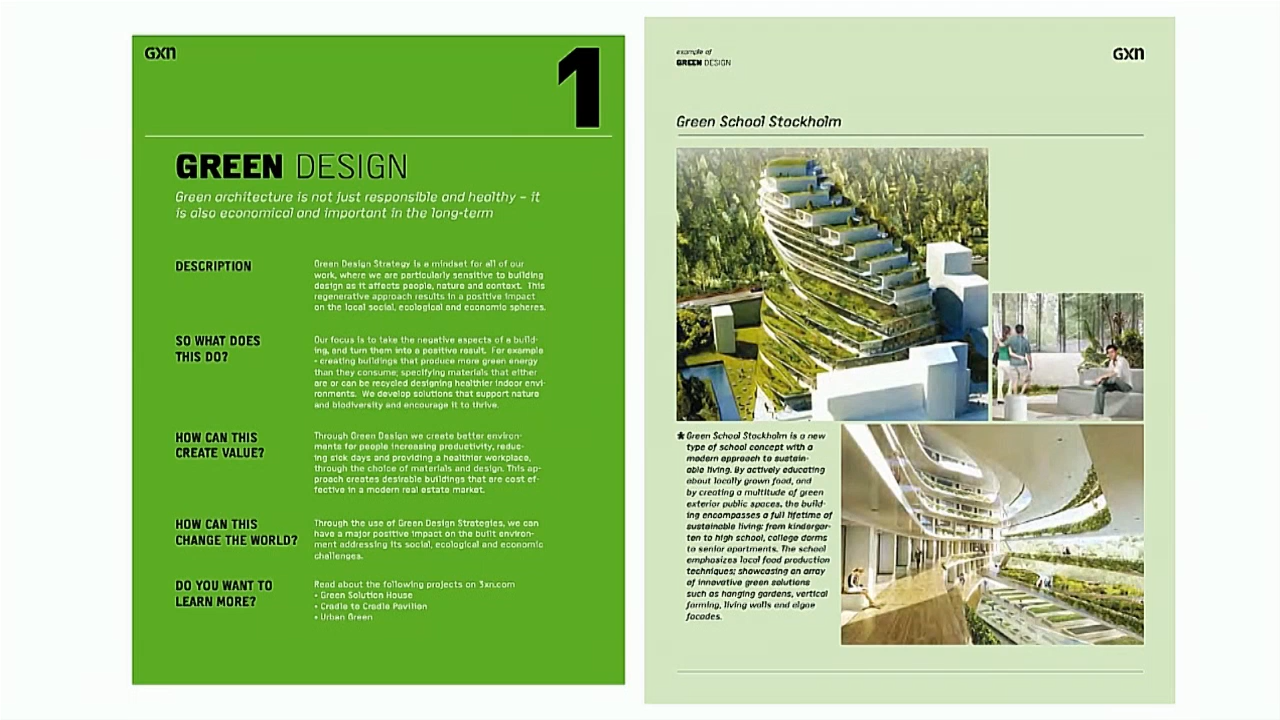 GXN
1
GREEN DESIGN
Green architecture is not just responsible and healthy – it
is also economical and important in the long-term
DESCRIPTION
Green Design Strategy is a mindset for all of our
work, where we are particularly sensitive to building
design as it affects people, nature and context. This
regenerative approach results in a positive impact
on the local social, ecological and economic spheres.
SO WHAT DOES
THIS DO?
Our focus is to take the negative aspects of a build-
ing, and turn them into a positive result. For example
- creating buildings that produce more green energy
than they consume; specifying materials that either
are or can be recycled designing healthier indoor envi-
ronments. We develop solutions that support nature
and biodiversity and encourage it to thrive.
HOW CAN THIS
CREATE VALUE?
Through Green Design we create better environ-
ments for people increasing productivity, reduc-
ing sick days and providing a healthier workplace,
through the choice of materials and design. This ap-
proach creates desirable buildings that are cost ef-
fective in a modern real estate market.
HOW CAN THIS
CHANGE THE WORLD?
Through the use of Green Design Strategies, we can
have a major positive impact on the built environ-
ment addressing its social, ecological and economic
challenges.
DO YOU WANT TO
LEARN MORE?
Read about the following projects on 3xn.com
• Green Solution House
• Cradle to Cradle Pavilion
• Urban Green
example of
GREEN DESIGN
GXN
Green School Stockholm
★ Green School Stockholm is a new
type of school concept with a
modern approach to sustain-
able living. By actively educating
about locally grown food, and
by creating a multitude of green
exterior public spaces, the build-
ing encompasses a full lifetime of
sustainable living: from kindergar-
ten to high school, college dorms
to senior apartments. The school
emphasizes local food production
techniques; showcasing an array
of innovative green solutions
such as hanging gardens, vertical
farming, living walls and algae
facades.